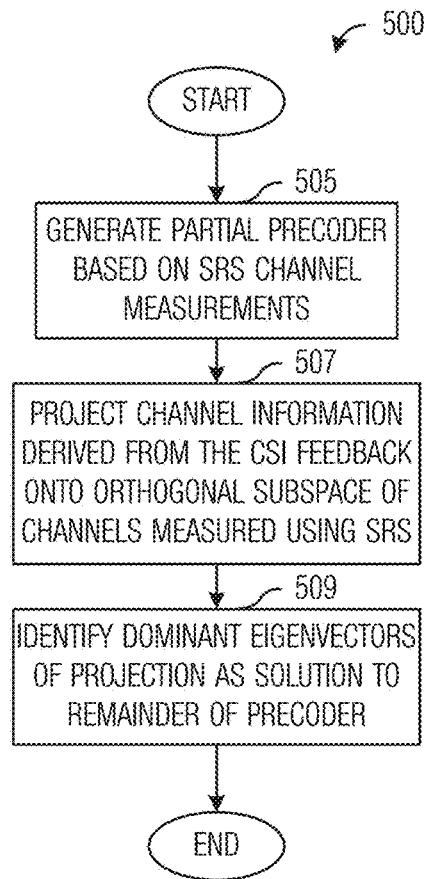 500
START
505
GENERATE PARTIAL PRECODER
BASED ON SRS CHANNEL
MEASUREMENTS
507
PROJECT CHANNEL INFORMATION
DERIVED FROM THE CSI FEEDBACK
ONTO ORTHOGONAL SUBSPACE OF
CHANNELS MEASURED USING SRS
509
IDENTIFY DOMINANT EIGENVECTORS
OF PROJECTION AS SOLUTION TO
REMAINDER OF PRECODER
END